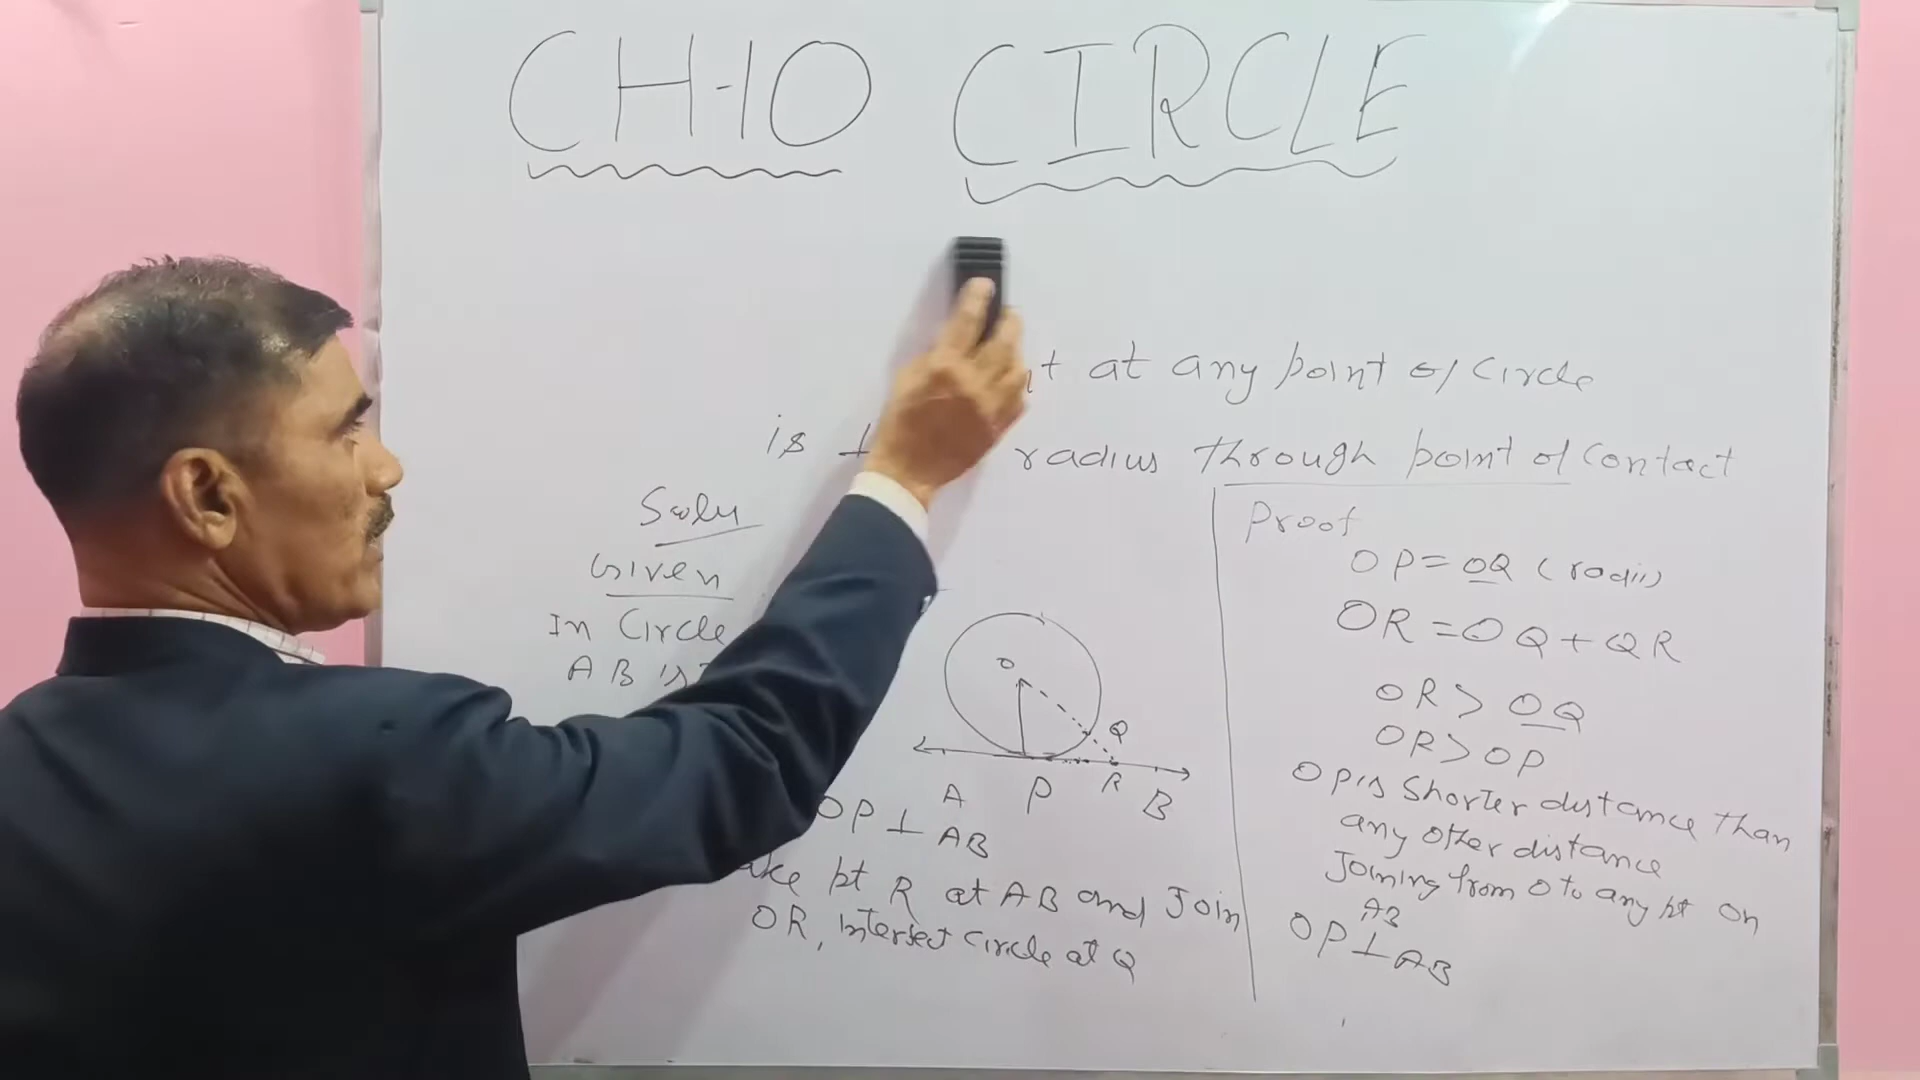 CH-10 CIRCLE
at any point of Circle
is ⊥ radius through point of Contact
Soln
Given
In Circle
AB is
O
Q
A P R B
OP ⊥ AB
pt R at AB and Join
OR, Intersect Circle at Q
Proof
OP = OQ (radii)
OR = OQ + QR
OR > OQ
OR > OP
OP is Shorter distance than
any other distance
Joining from O to any pt on
AB
OP ⊥ AB